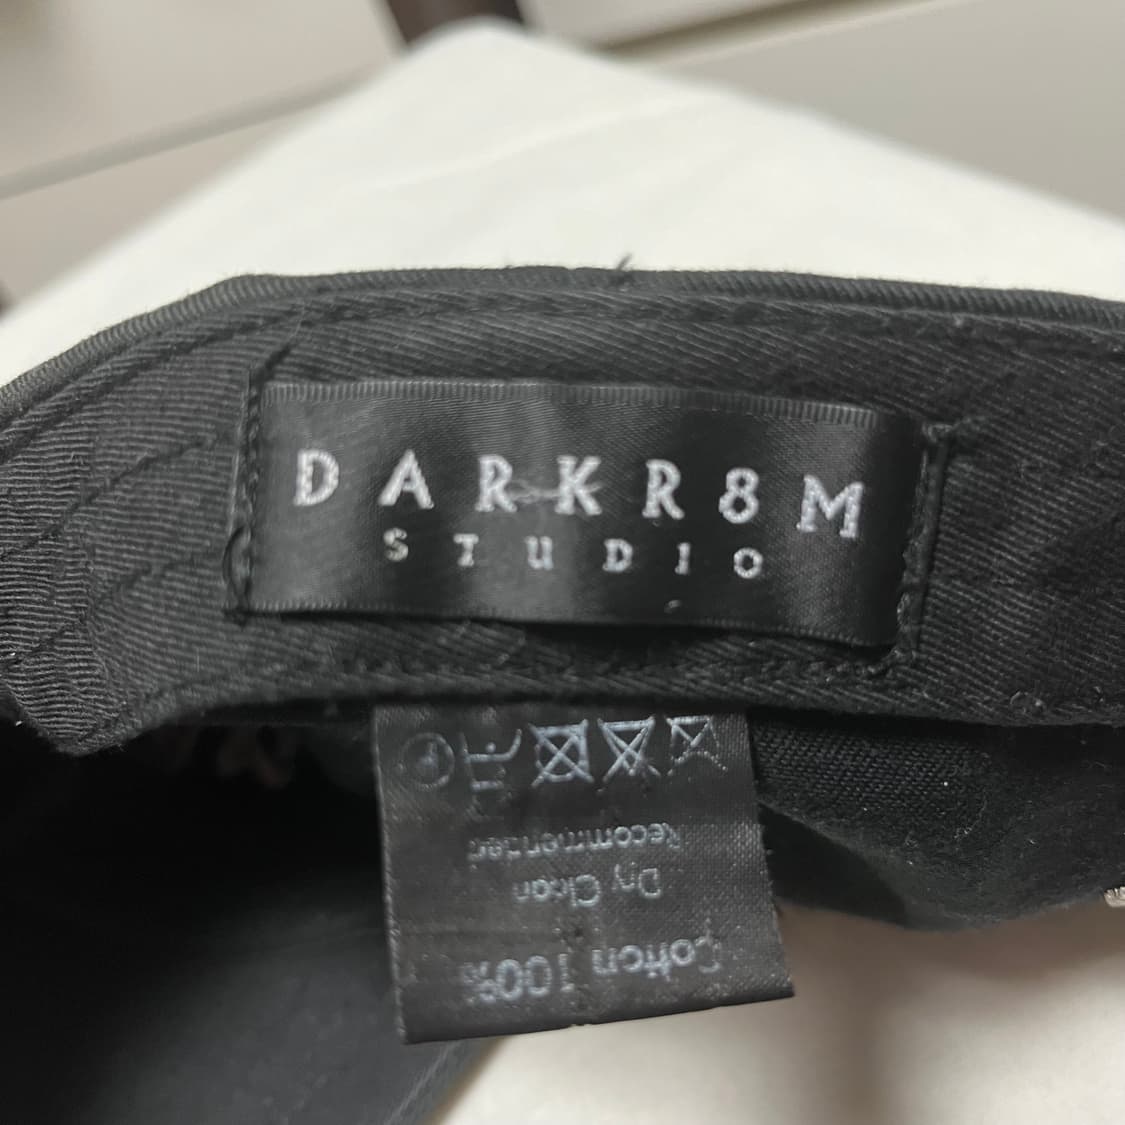 DARKR8M
STUDIO
Cotton 100%
Dry Clean
Recommended